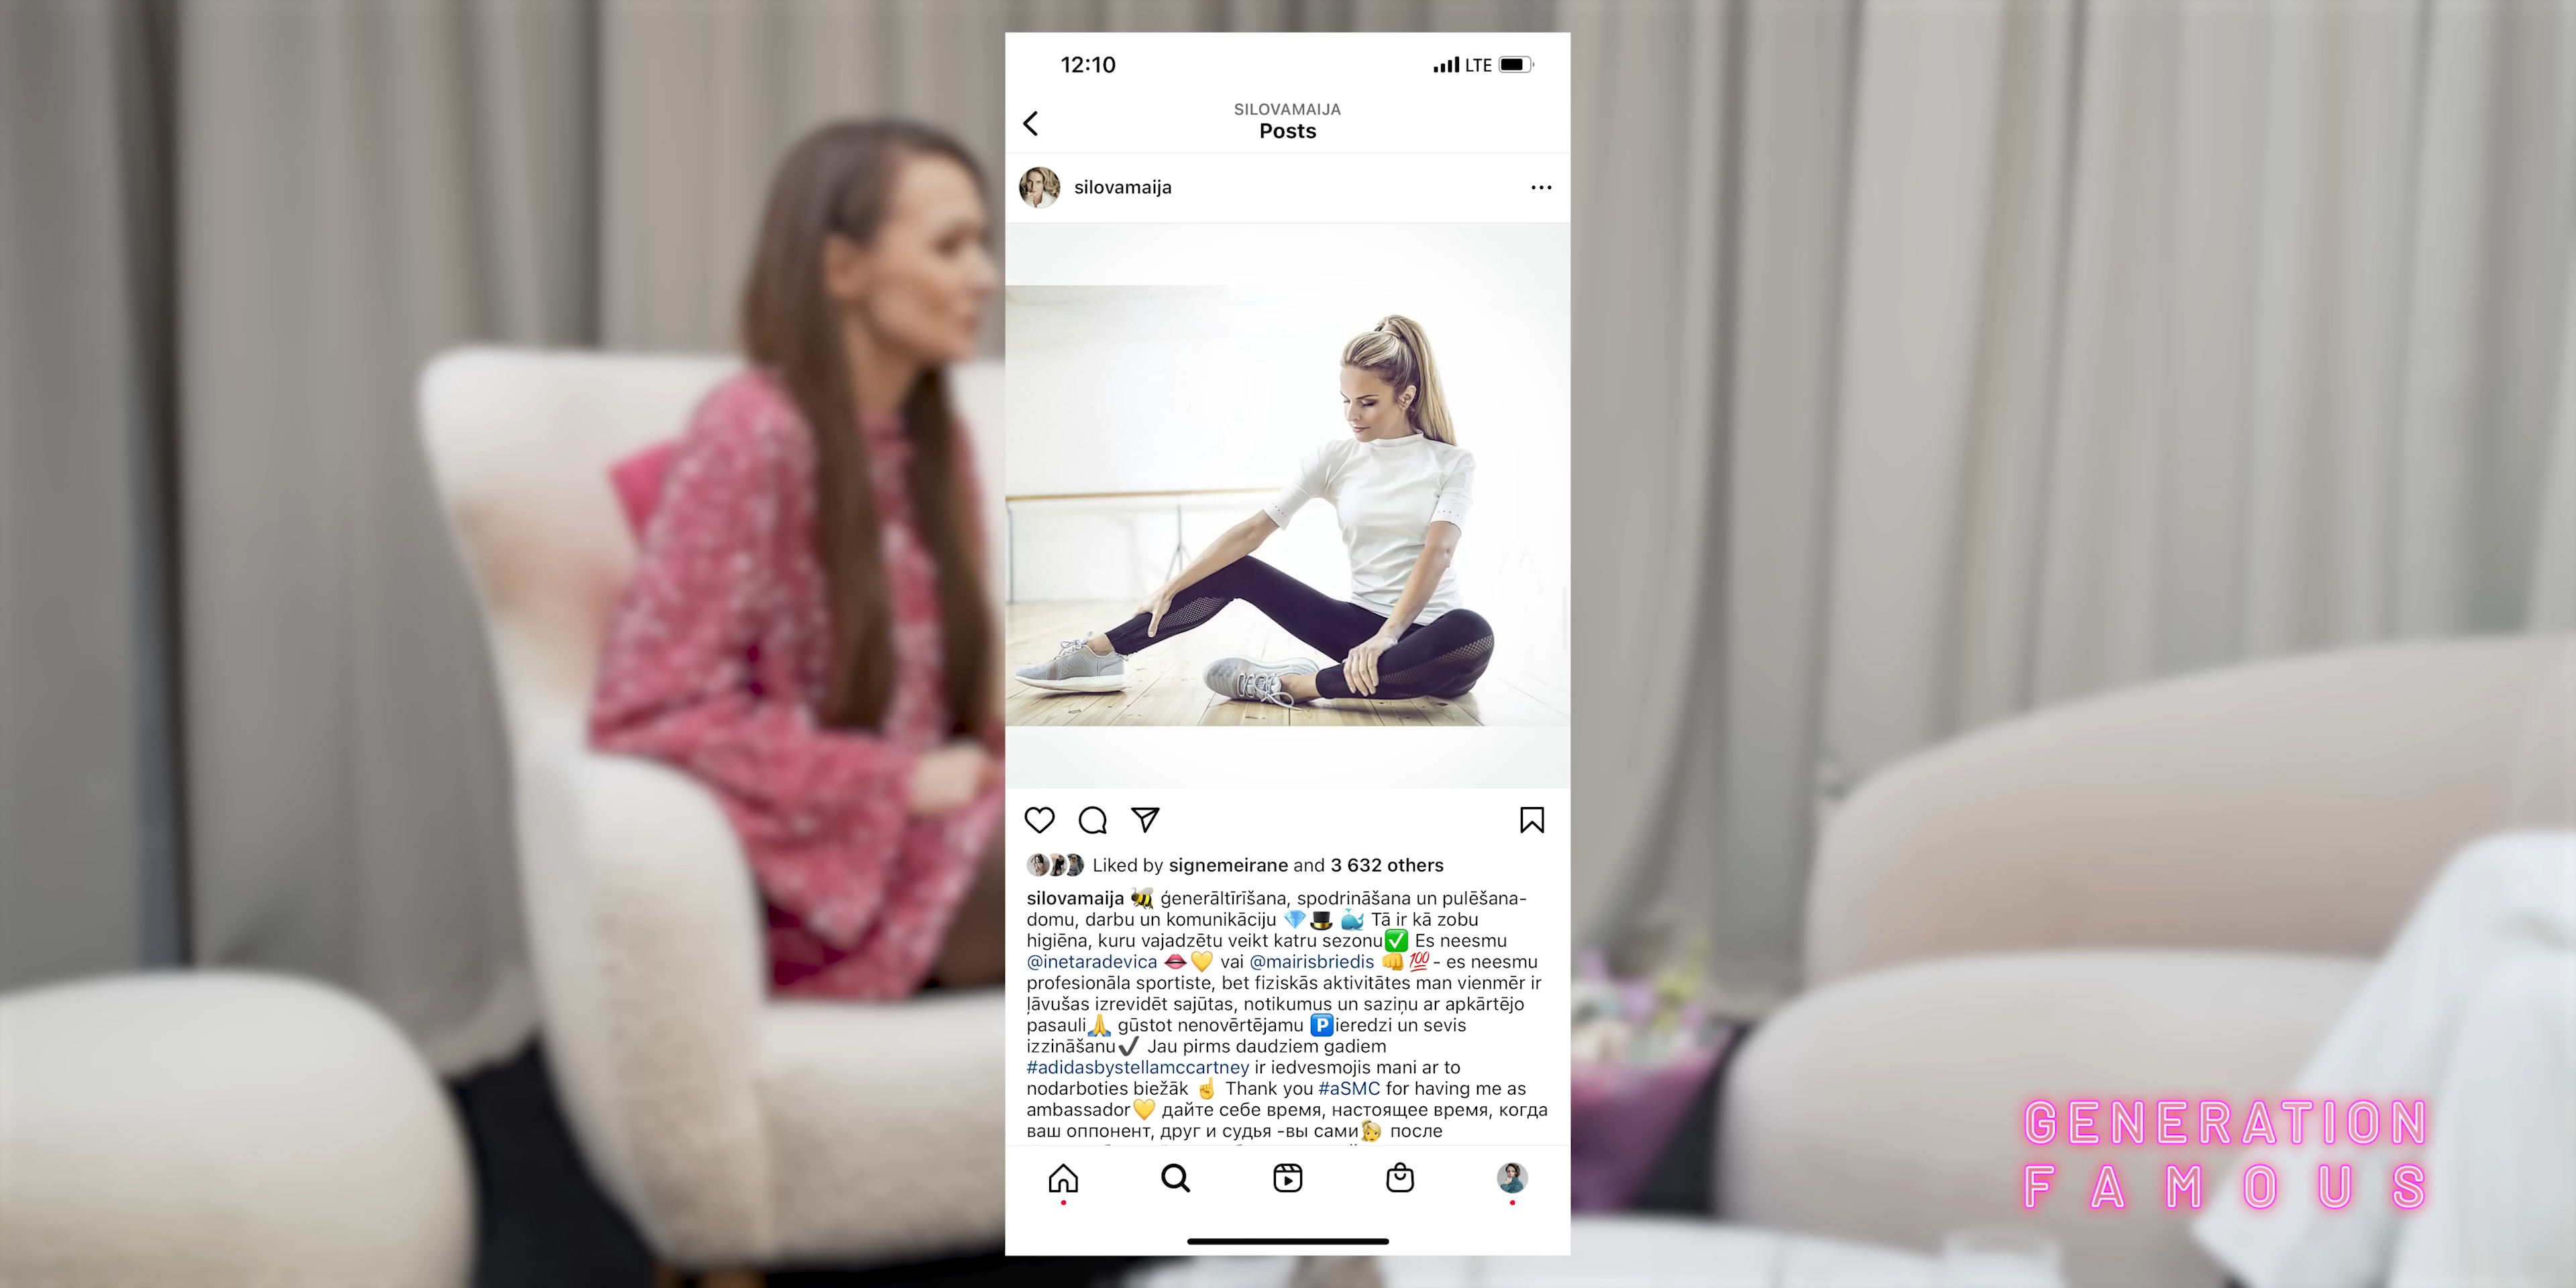 12:10
LTE
SILOVAMAIJA
Posts
silovamaija
Liked by signemeirane and 3 632 others
silovamaija 🐝 ģenerāltīrīšana, spodrināšana un pulēšana-
domu, darbu un komunikāciju 💎🎩 🐳 Tā ir kā zobu
higiēna, kuru vajadzētu veikt katru sezonu✅ Es neesmu
@inetaradevica 👄💛 vai @mairisbriedis 👊💯- es neesmu
profesionāla sportiste, bet fiziskās aktivitātes man vienmēr ir
ļāvušas izrevidēt sajūtas, notikumus un saziņu ar apkārtējo
pasauli🙏 gūstot nenovērtējamu 🅿️ieredzi un sevis
izzināšanu✔️ Jau pirms daudziem gadiem
#adidasbystellamccartney ir iedvesmojis mani ar to
nodarboties biežāk ☝️ Thank you #aSMC for having me as
ambassador💛 дайте себе время, настоящее время, когда
ваш оппонент, друг и судья -вы сами🙋‍♀️ после
GENERATION
FAMOUS